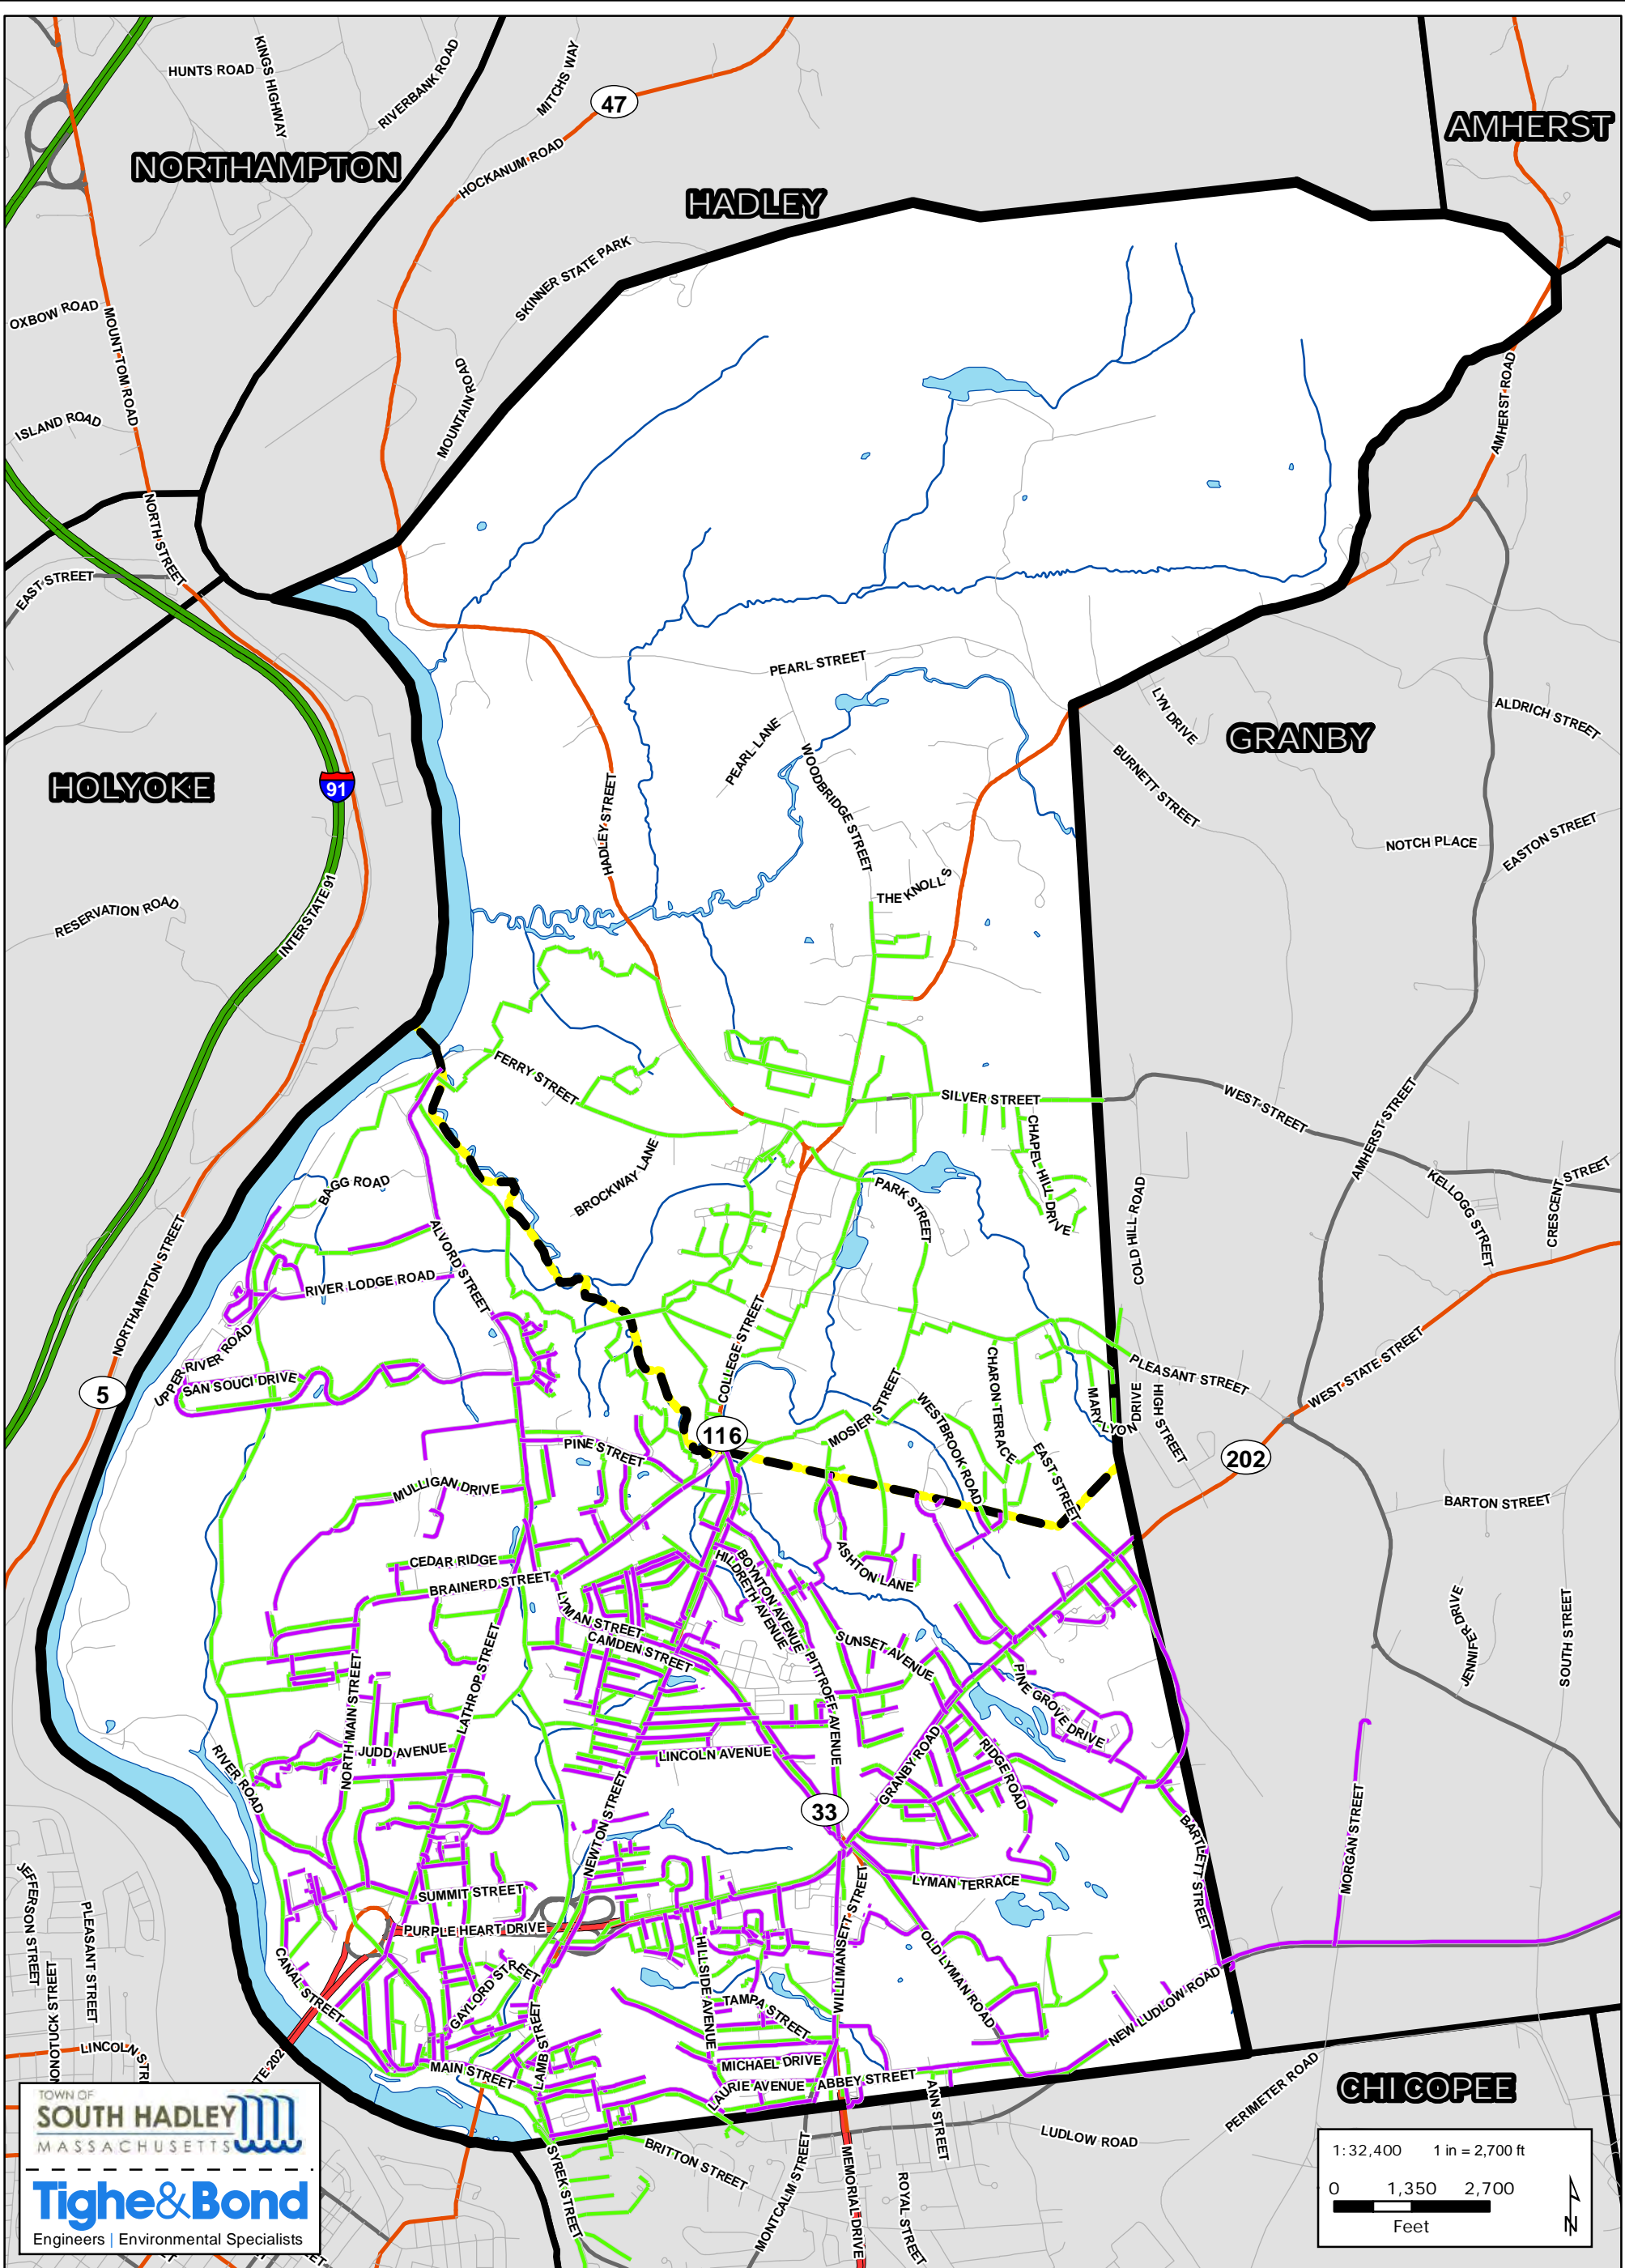 HUNTS ROAD
KINGS HIGHWAY
RIVERBANK ROAD
MITCHS WAY
47
HOCKANUM ROAD
NORTHAMPTON
HADLEY
AMHERST
SKINNER STATE PARK
OXBOW ROAD
MOUNT TOM ROAD
MOUNTAIN ROAD
ISLAND ROAD
AMHERST ROAD
NORTH STREET
EAST STREET
PEARL STREET
LYN DRIVE
ALDRICH STREET
GRANBY
PEARL LANE
WOODBRIDGE STREET
BURNETT STREET
HOLYOKE
91
HADLEY STREET
NOTCH PLACE
EASTON STREET
THE KNOLLS
RESERVATION ROAD
INTERSTATE 91
FERRY STREET
SILVER STREET
WEST STREET
AMHERST STREET
CHAPEL HILL DRIVE
BROCKWAY LANE
BAGG ROAD
PARK STREET
KELLOGG STREET
CRESCENT STREET
COLD HILL ROAD
ALVORD STREET
NORTHAMPTON STREET
RIVER LODGE ROAD
UPPER RIVER ROAD
COLLEGE STREET
WEST STATE STREET
PLEASANT STREET
5
SAN SOUCI DRIVE
CHARON TERRACE
MARY LYON DRIVE
HIGH STREET
116
MOSIER STREET
WESTBROOK ROAD
EAST STREET
202
PINE STREET
MULLIGAN DRIVE
BARTON STREET
CEDAR RIDGE
BRAINERD STREET
ASHTON LANE
HILDRETH AVENUE
BOYNTON AVENUE
LYMAN STREET
CAMDEN STREET
SUNSET AVENUE
PITTROFF AVENUE
JENNIFER DRIVE
SOUTH STREET
LATHROP STREET
NORTH MAIN STREET
PINE GROVE DRIVE
JUDD AVENUE
LINCOLN AVENUE
RIDGE ROAD
RIVER ROAD
GRANBY ROAD
NEWTON STREET
33
BARTLETT STREET
MORGAN STREET
JEFFERSON STREET
PLEASANT STREET
SUMMIT STREET
LYMAN TERRACE
PURPLE HEART DRIVE
WILLIMANSETT STREET
OLD LYMAN ROAD
CANAL STREET
GAYLORD STREET
HILLSIDE AVENUE
NONOTUCK STREET
LINCOLN STR
TAMPA STREET
NEW LUDLOW ROAD
LAMB STREET
MAIN STREET
MICHAEL DRIVE
LAURIE AVENUE
ABBEY STREET
ANN STREET
PERIMETER ROAD
CHICOPEE
LUDLOW ROAD
SYREK STREET
BRITTON STREET
MONTCALM STREET
MEMORIAL DRIVE
ROYAL STREET
TOWN OF
SOUTH HADLEY
MASSACHUSETTS
Tighe&Bond
Engineers | Environmental Specialists
1:32,400 1 in = 2,700 ft
0 1,350 2,700
Feet
N